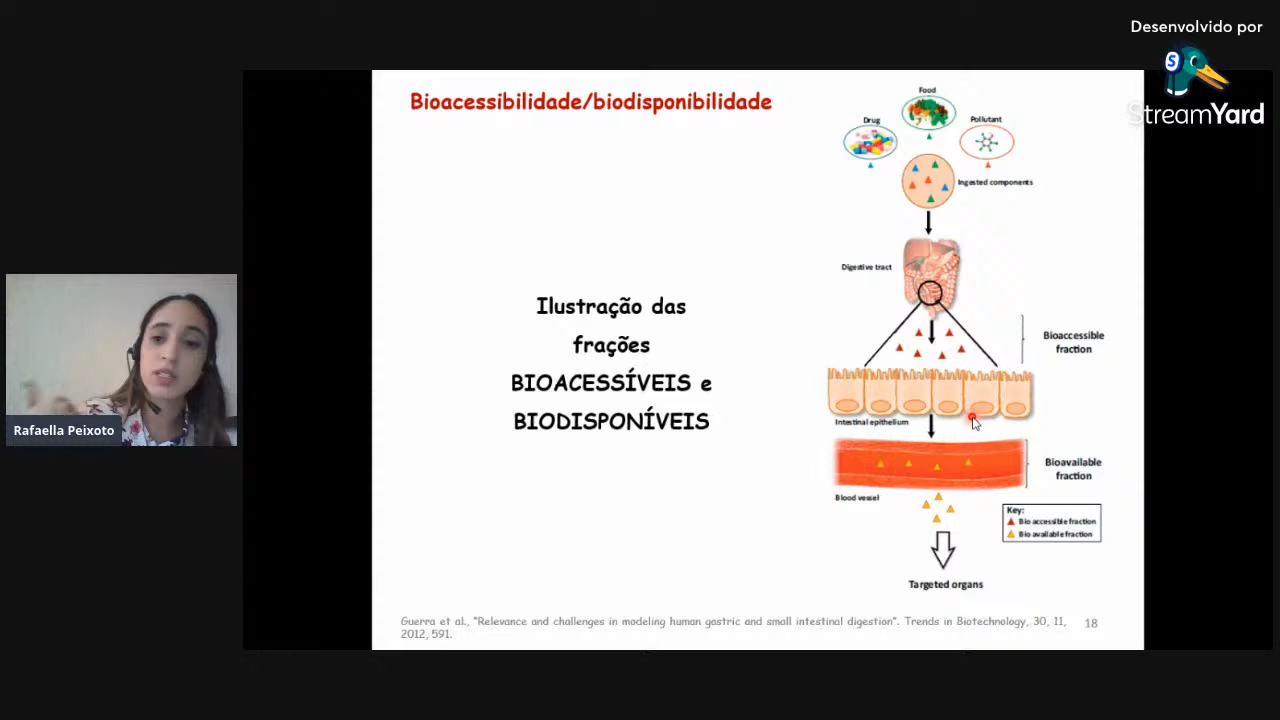 Desenvolvido por
StreamYard
Bioacessibilidade/biodisponibilidade
Food
Drug
Pollutant
Ingested components
Digestive tract
Ilustração das
frações
BIOACESSÍVEIS e
BIODISPONÍVEIS
Bioaccessible
fraction
Intestinal epithelium
Bioavailable
fraction
Blood vessel
Key:
Bio accessible fraction
Bio available fraction
Targeted organs
Rafaella Peixoto
Guerra et al., “Relevance and challenges in modeling human gastric and small intestinal digestion”. Trends in Biotechnology, 30, 11,
2012, 591.
18